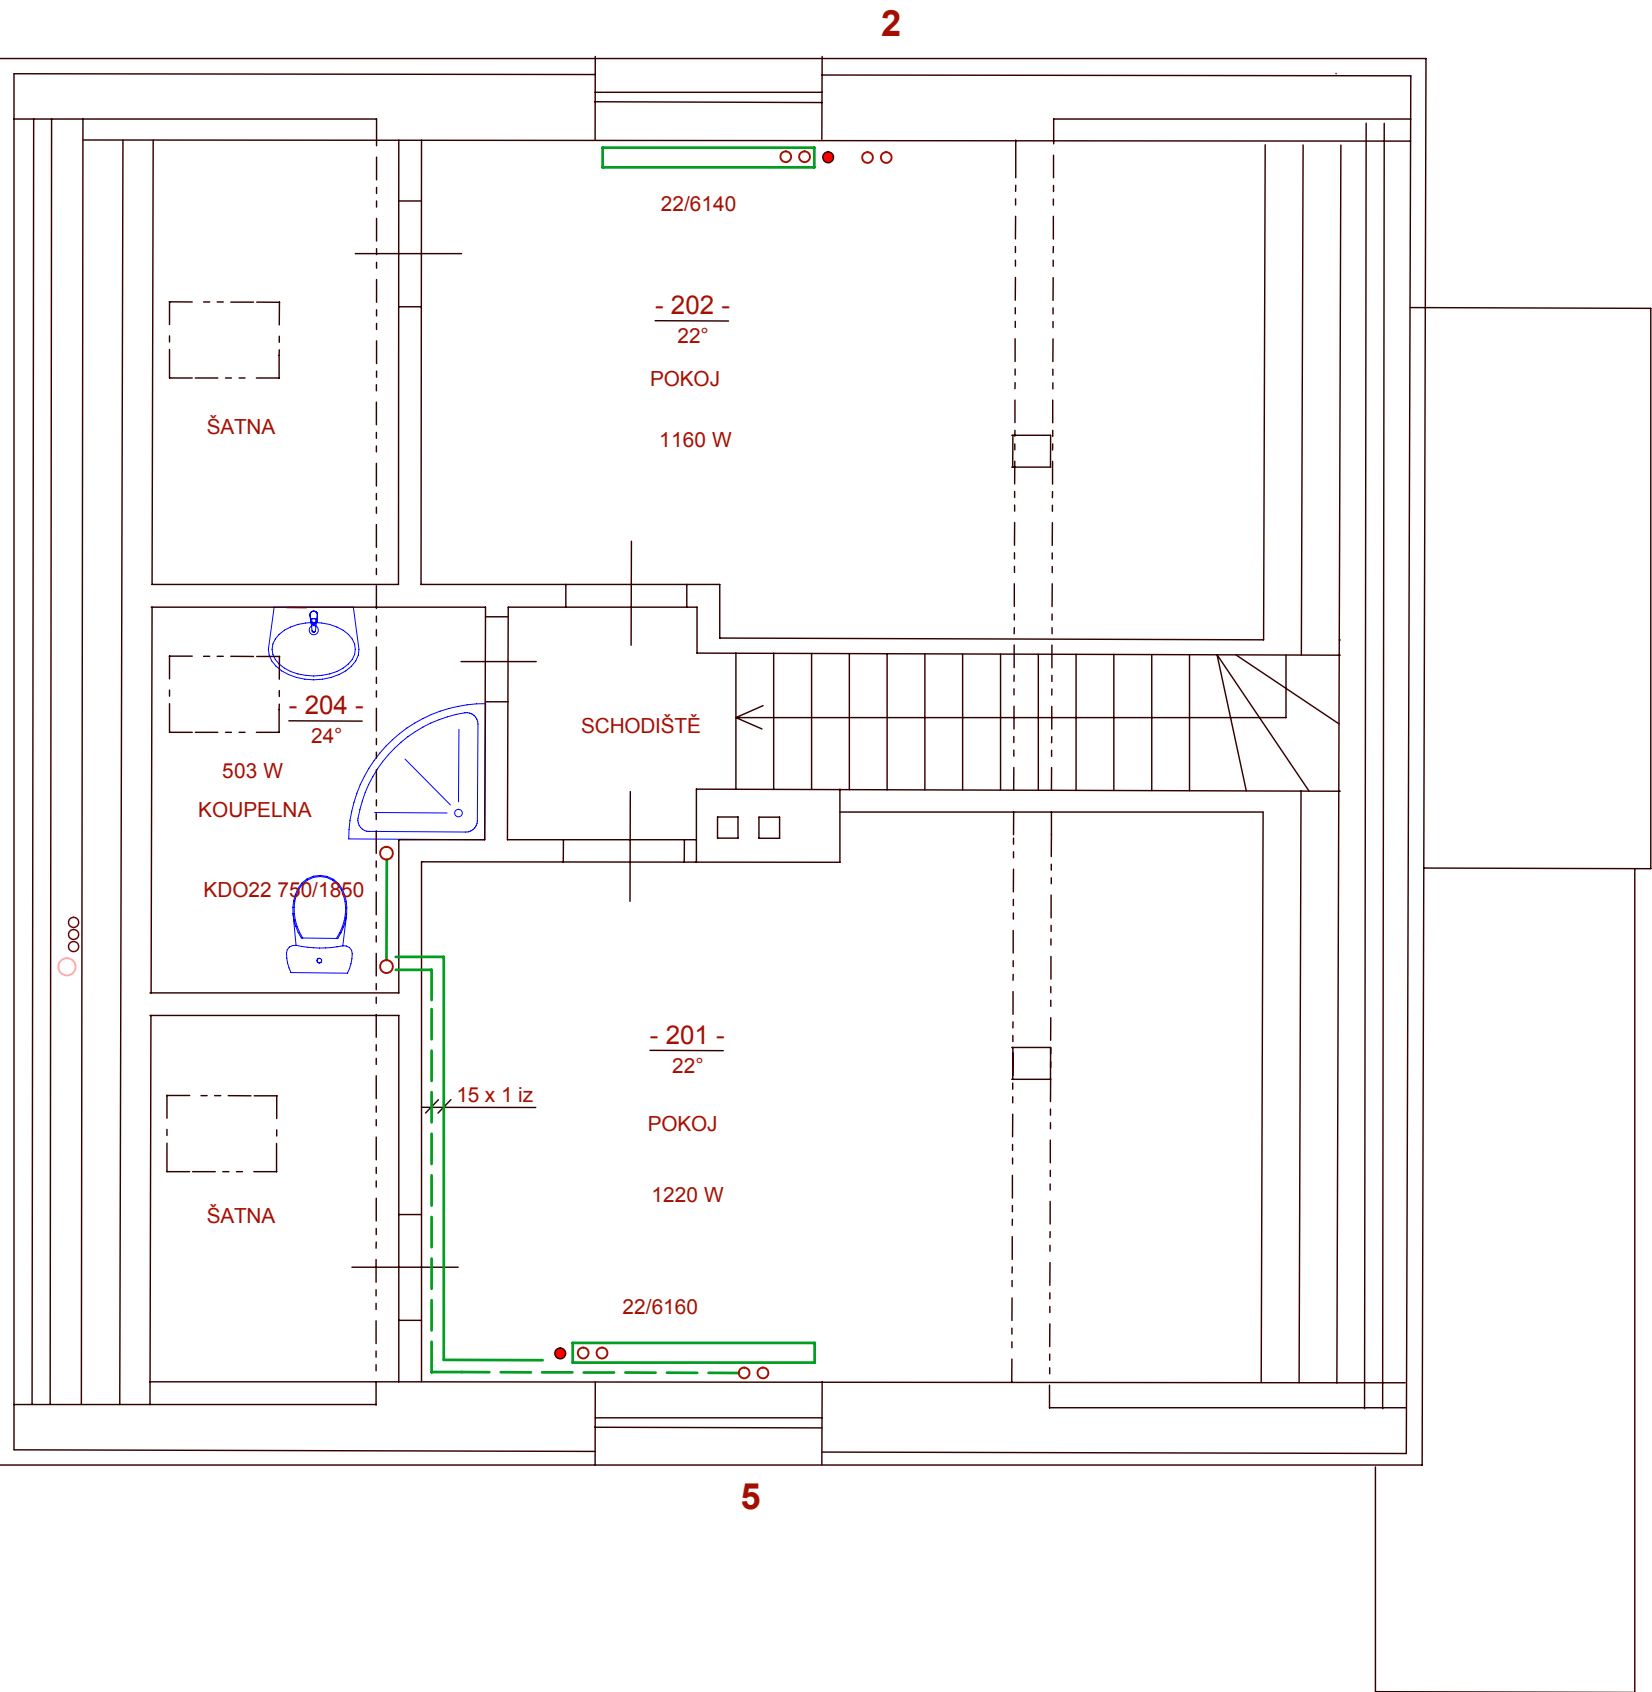 2
22/6140
- 202 -
22°
POKOJ
ŠATNA
1160 W
- 204 -
24°
SCHODIŠTĚ
503 W
KOUPELNA
KDO22 750/1850
- 201 -
22°
15 x 1 iz
POKOJ
1220 W
ŠATNA
22/6160
5